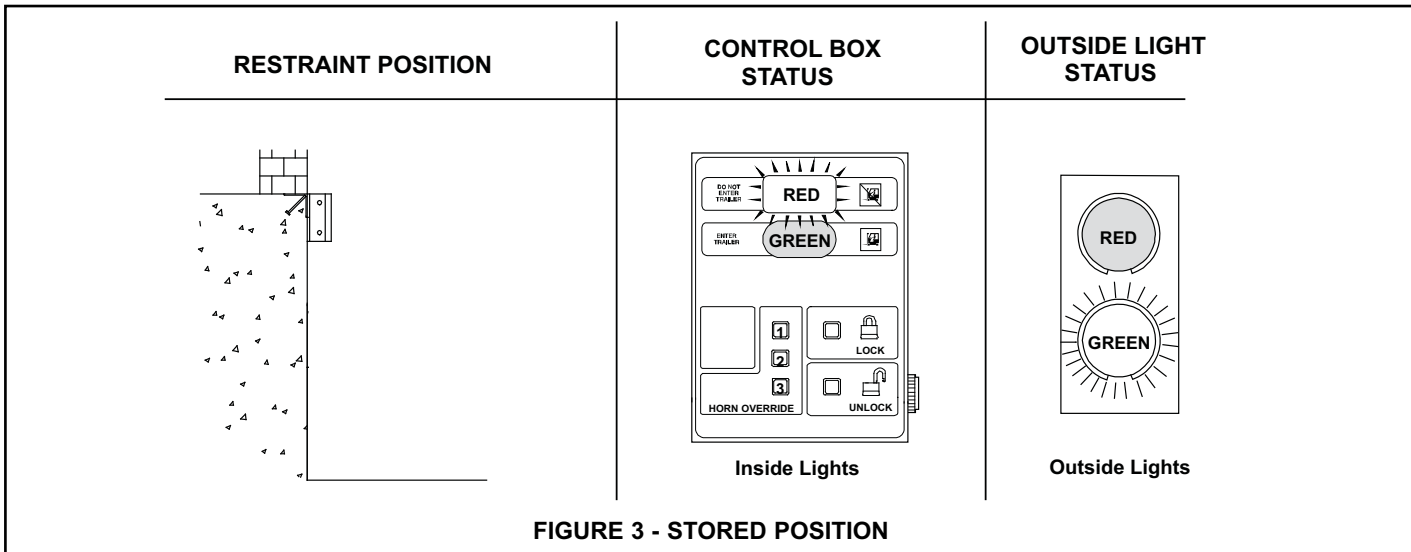 RESTRAINT POSITION
CONTROL BOX
STATUS
OUTSIDE LIGHT
STATUS
DO NOT
ENTER
TRAILER
RED
ENTER
TRAILER
GREEN
1
2
3
HORN OVERRIDE
LOCK
UNLOCK
Inside Lights
RED
GREEN
Outside Lights
FIGURE 3 - STORED POSITION